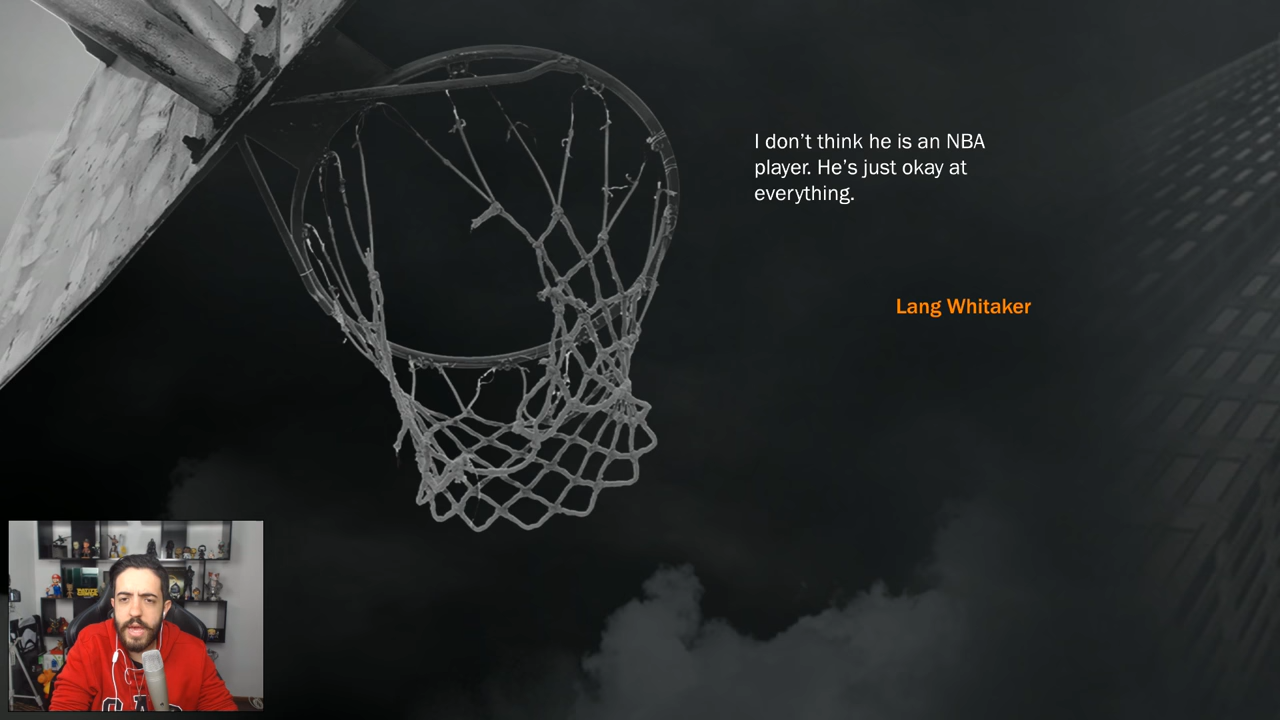 I don’t think he is an NBA
player. He’s just okay at
everything.
Lang Whitaker